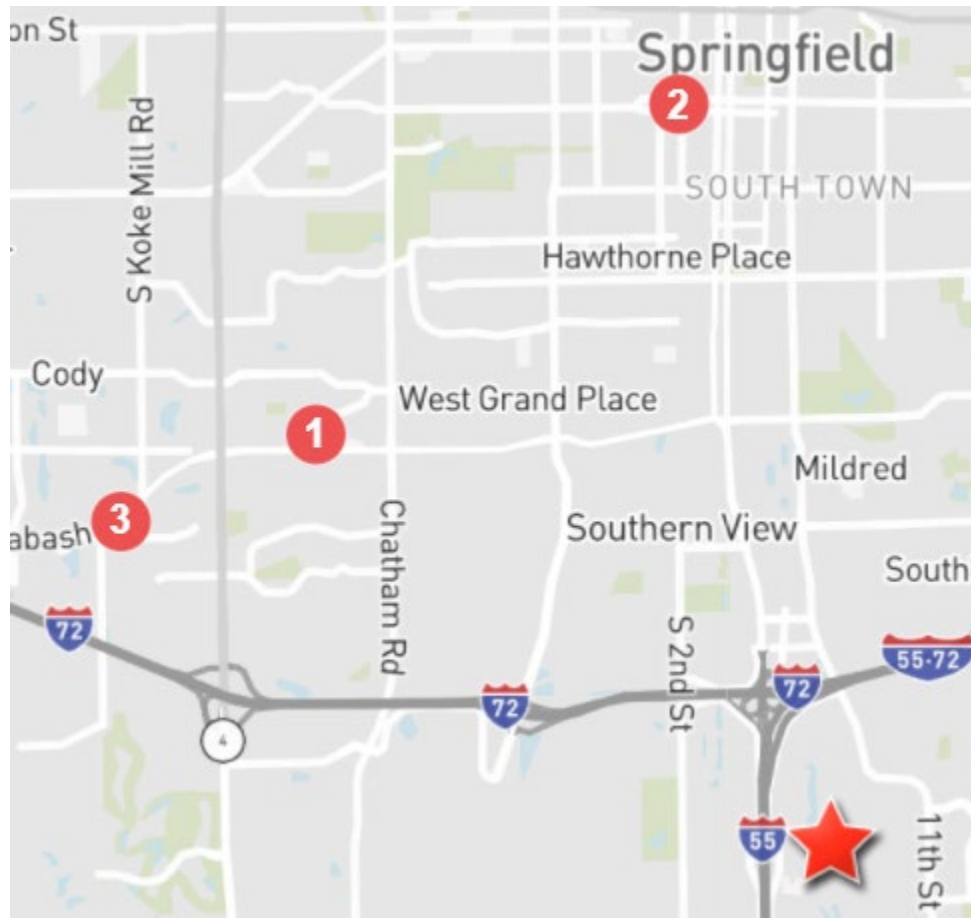 on St
Springfield
2
S Koke Mill Rd
SOUTH TOWN
Hawthorne Place
Cody
West Grand Place
1
Mildred
3
abash
Chatham Rd
Southern View
South
72
S 2nd St
55·72
72
72
4
55
11th St